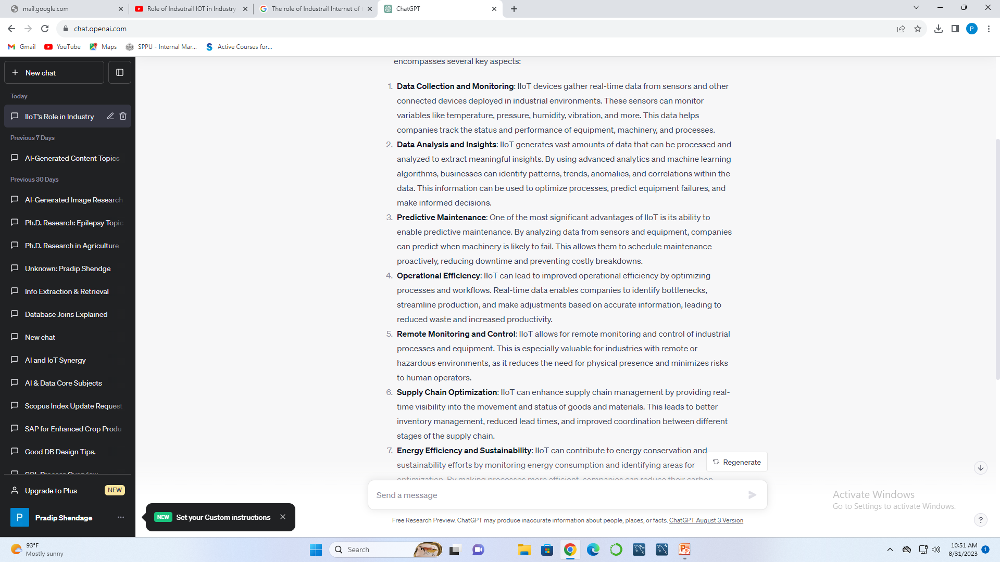 mail.google.com
Role of Indsutrail IOT in Industry
The role of Industrail Internet of t
ChatGPT
chat.openai.com
P
Gmail
YouTube
Maps
SPPU - Internal Mar...
Active Courses for...
New chat
Today
IIoT's Role in Industry
Previous 7 Days
AI-Generated Content Topics
Previous 30 Days
AI-Generated Image Research
Ph.D. Research: Epilepsy Topic
Ph.D. Research in Agriculture
Unknown: Pradip Shendge
Info Extraction & Retrieval
Database Joins Explained
New chat
AI and IoT Synergy
AI & Data Core Subjects
Scopus Index Update Request
SAP for Enhanced Crop Produ
Good DB Design Tips.
SQL Process Overview
Upgrade to Plus
NEW
P
Pradip Shendage
encompasses several key aspects:
1. Data Collection and Monitoring: IIoT devices gather real-time data from sensors and other
connected devices deployed in industrial environments. These sensors can monitor
variables like temperature, pressure, humidity, vibration, and more. This data helps
companies track the status and performance of equipment, machinery, and processes.
2. Data Analysis and Insights: IIoT generates vast amounts of data that can be processed and
analyzed to extract meaningful insights. By using advanced analytics and machine learning
algorithms, businesses can identify patterns, trends, anomalies, and correlations within the
data. This information can be used to optimize processes, predict equipment failures, and
make informed decisions.
3. Predictive Maintenance: One of the most significant advantages of IIoT is its ability to
enable predictive maintenance. By analyzing data from sensors and equipment, companies
can predict when machinery is likely to fail. This allows them to schedule maintenance
proactively, reducing downtime and preventing costly breakdowns.
4. Operational Efficiency: IIoT can lead to improved operational efficiency by optimizing
processes and workflows. Real-time data enables companies to identify bottlenecks,
streamline production, and make adjustments based on accurate information, leading to
reduced waste and increased productivity.
5. Remote Monitoring and Control: IIoT allows for remote monitoring and control of industrial
processes and equipment. This is especially valuable for industries with remote or
hazardous environments, as it reduces the need for physical presence and minimizes risks
to human operators.
6. Supply Chain Optimization: IIoT can enhance supply chain management by providing real-
time visibility into the movement and status of goods and materials. This leads to better
inventory management, reduced lead times, and improved coordination between different
stages of the supply chain.
7. Energy Efficiency and Sustainability: IIoT can contribute to energy conservation and
sustainability efforts by monitoring energy consumption and identifying areas for
optimization. By making processes more efficient, companies can reduce their carbon
Regenerate
Send a message
NEW Set your Custom instructions
Free Research Preview. ChatGPT may produce inaccurate information about people, places, or facts. ChatGPT August 3 Version
Activate Windows
Go to Settings to activate Windows.
?
93°F
Mostly sunny
Search
10:51 AM
8/31/2023
1